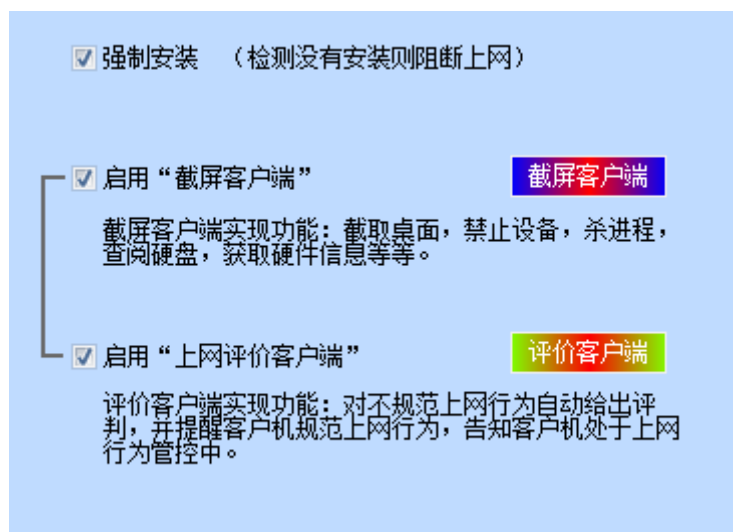 强制安装 （检测没有安装则阻断上网）
启用“截屏客户端” 截屏客户端
截屏客户端实现功能：截取桌面，禁止设备，杀进程，
查阅硬盘，获取硬件信息等等。
启用“上网评价客户端” 评价客户端
评价客户端实现功能：对不规范上网行为自动给出评
判，并提醒客户机规范上网行为，告知客户机处于上网
行为管控中。